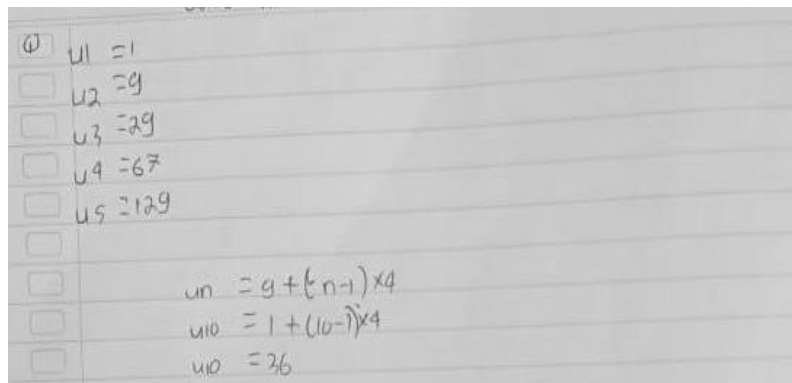 ① u1 = 1
u2 = 9
u3 = 29
u4 = 67
u5 = 129
un = 9 + (n-1) x4
u10 = 1 + (10-1)x4
u10 = 36